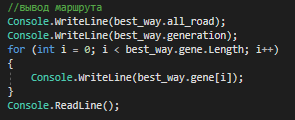 //вывод маршрута
Console.WriteLine(best_way.all_road);
Console.WriteLine(best_way.generation);
for (int i = 0; i < best_way.gene.Length; i++)
{
    Console.WriteLine(best_way.gene[i]);
}
Console.ReadLine();